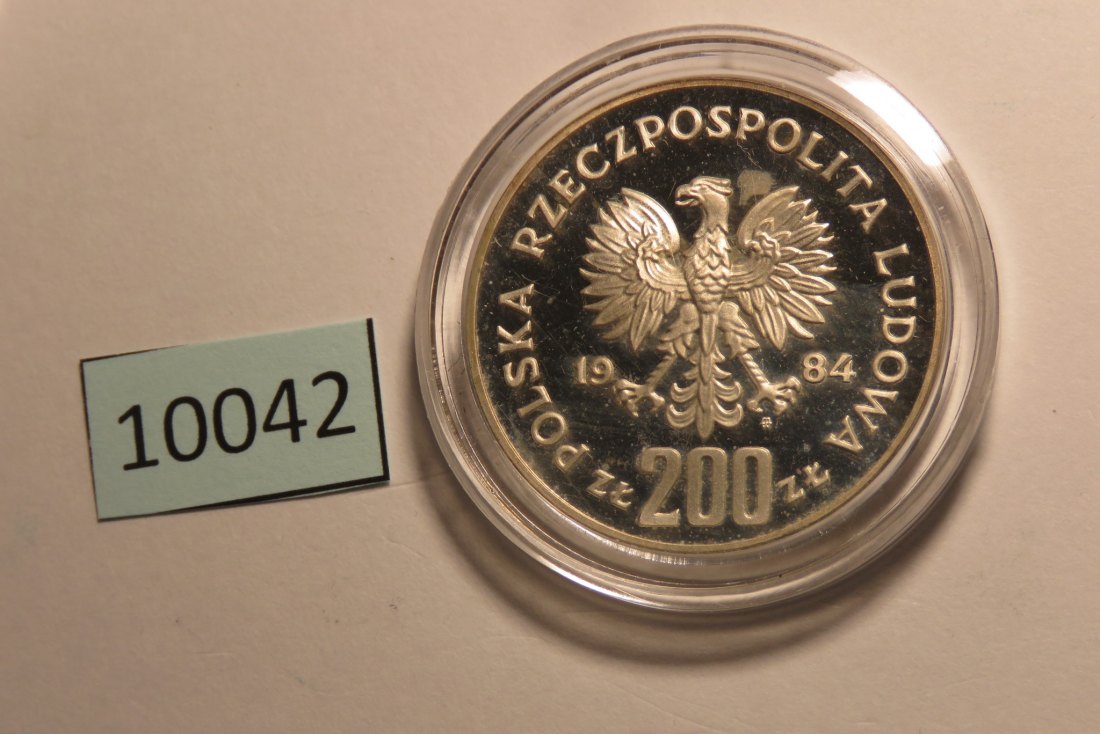 10042
POLSKA RZECZPOSPOLITA LUDOWA
19 84
ZŁ 200 ZŁ